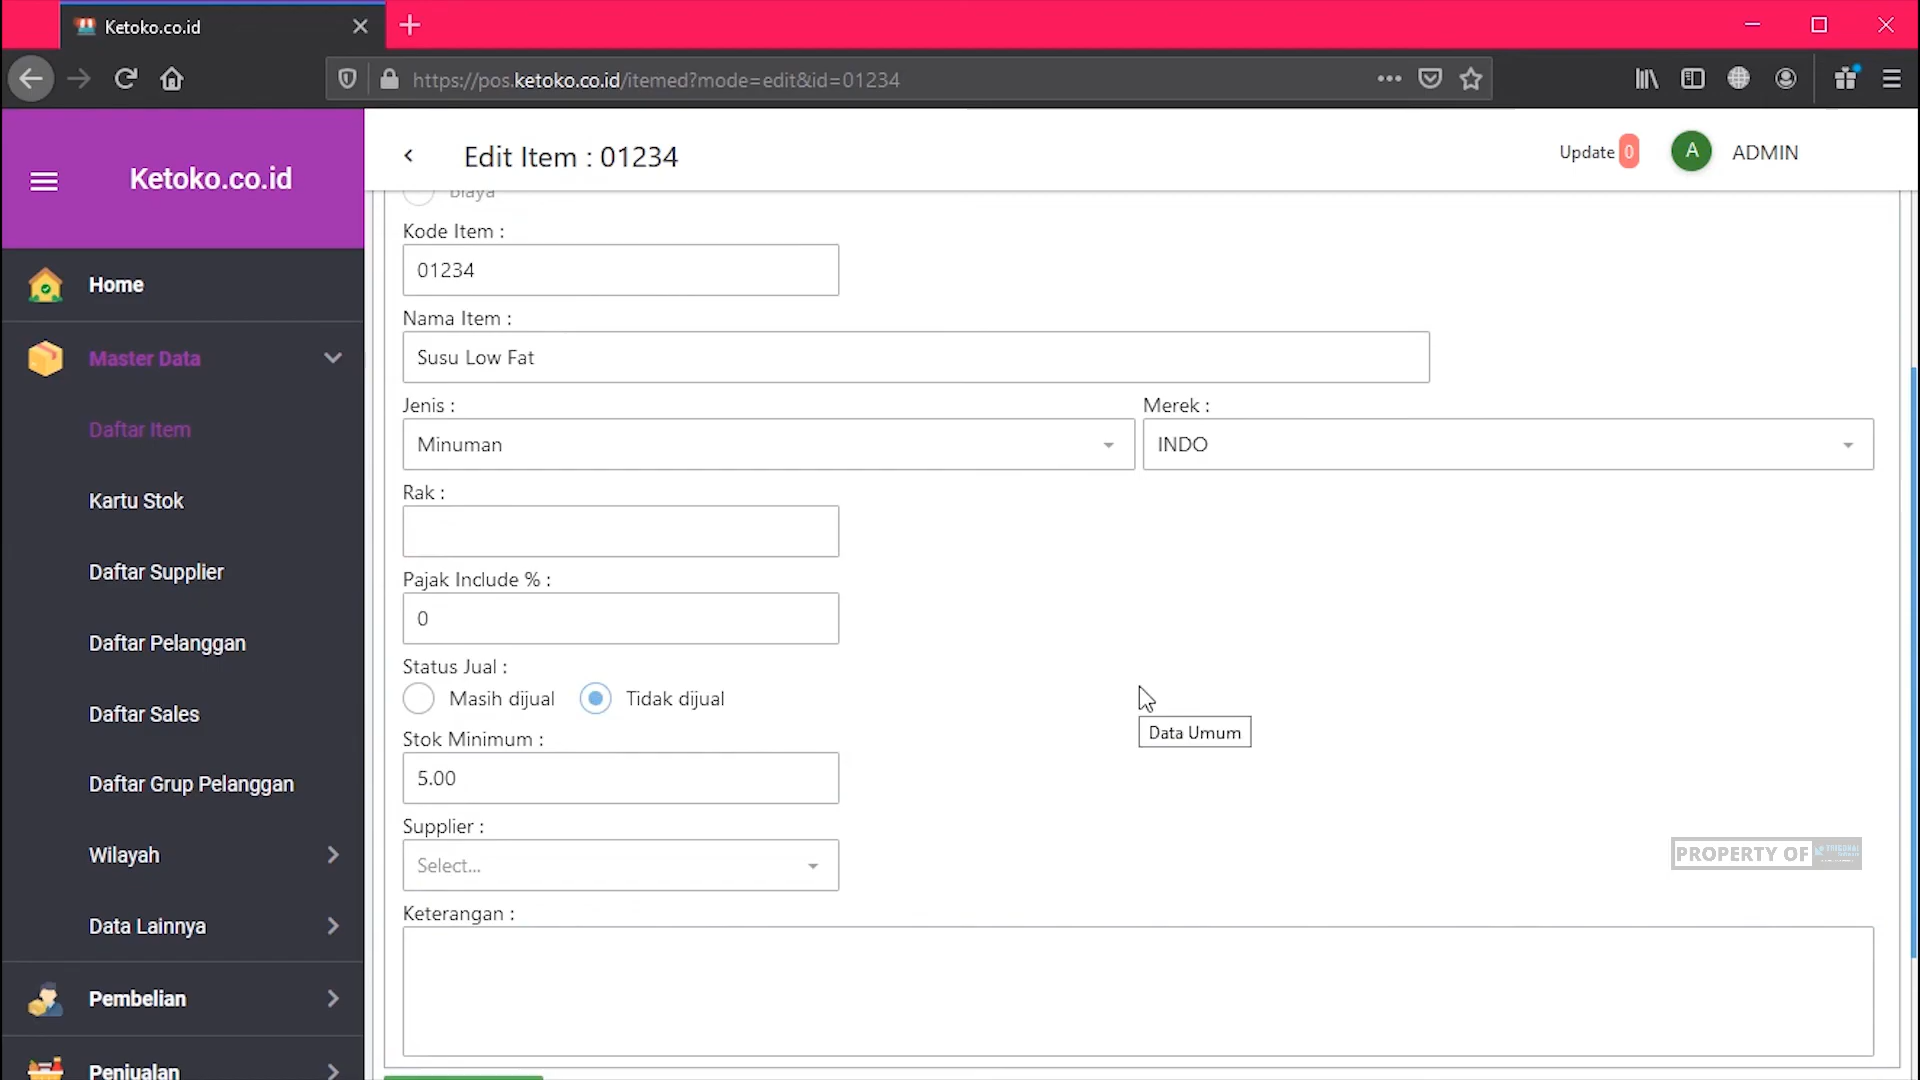 Ketoko.co.id
https://pos.ketoko.co.id/itemed?mode=edit&id=01234
Ketoko.co.id
Edit Item : 01234
Update 0
A
ADMIN
Biaya
Home
Master Data
Daftar Item
Kartu Stok
Daftar Supplier
Daftar Pelanggan
Daftar Sales
Daftar Grup Pelanggan
Wilayah
Data Lainnya
Pembelian
Penjualan
Kode Item :
01234
Nama Item :
Susu Low Fat
Jenis :
Minuman
Merek :
INDO
Rak :
Pajak Include % :
0
Status Jual :
Masih dijual
Tidak dijual
Data Umum
Stok Minimum :
5.00
Supplier :
Select...
Keterangan :
PROPERTY OF